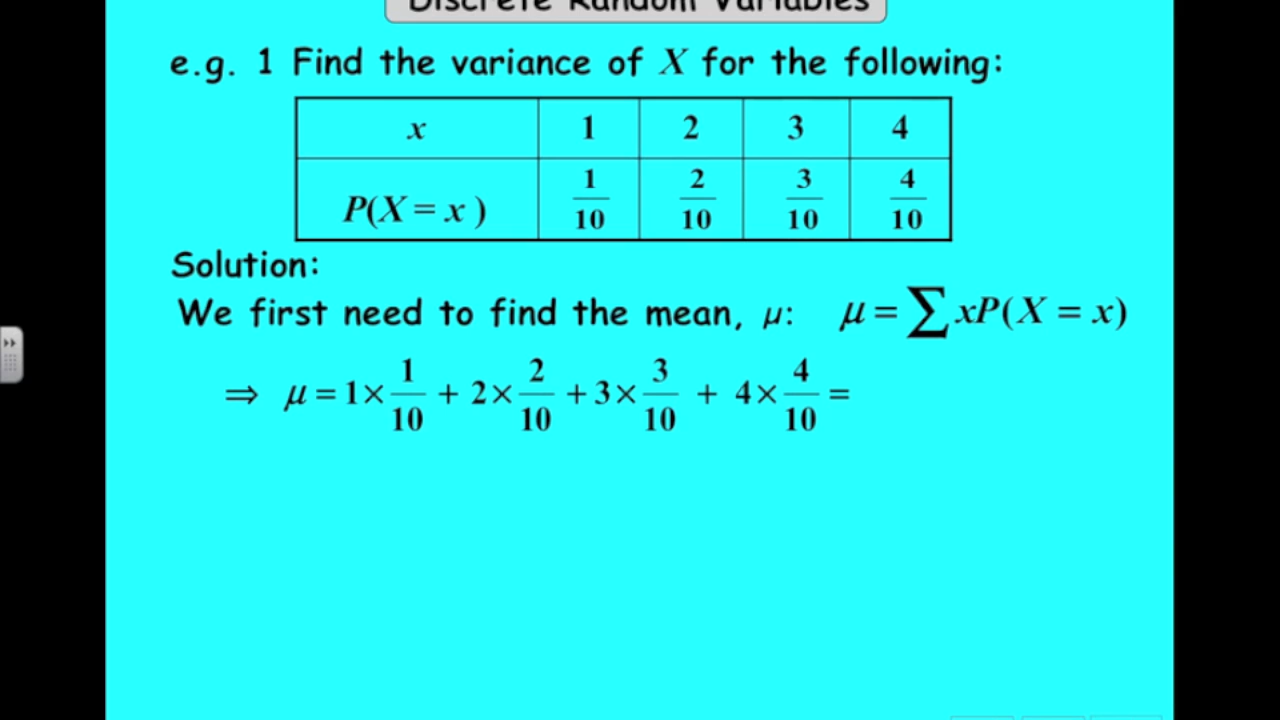 Discrete Random Variables
e.g. 1 Find the variance of X for the following:
x 1 2 3 4
P(X = x ) 1/10 2/10 3/10 4/10
Solution:
We first need to find the mean, μ: μ = ∑ xP(X = x)
⇒ μ = 1 × 1/10 + 2 × 2/10 + 3 × 3/10 + 4 × 4/10 =